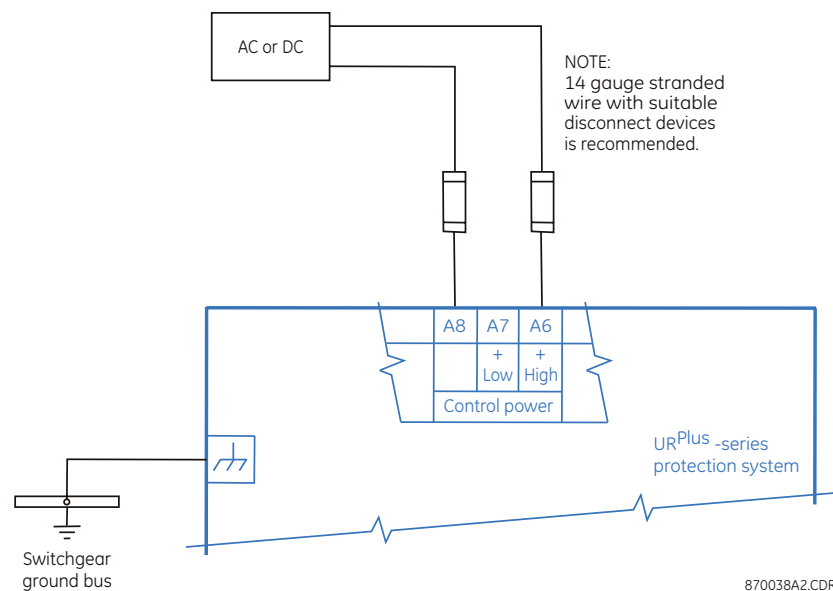 AC or DC
NOTE:
14 gauge stranded
wire with suitable
disconnect devices
is recommended.
A8 A7 A6
+ +
Low High
Control power
URPlus -series
protection system
Switchgear
ground bus
870038A2.CDR